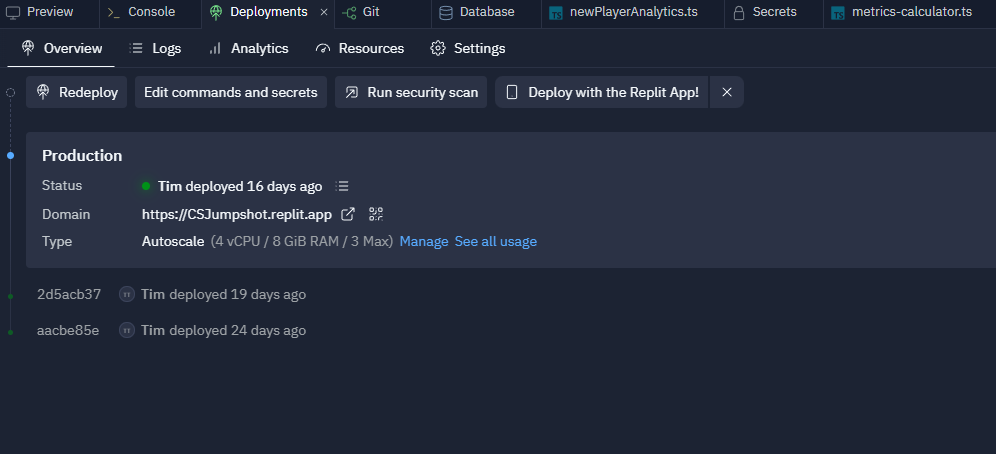 Preview Console Deployments Git Database newPlayerAnalytics.ts Secrets metrics-calculator.ts
Overview Logs Analytics Resources Settings
Redeploy Edit commands and secrets Run security scan Deploy with the Replit App!
Production
Status Tim deployed 16 days ago
Domain https://CSJumpshot.replit.app
Type Autoscale (4 vCPU / 8 GiB RAM / 3 Max) Manage See all usage
2d5acb37 TT Tim deployed 19 days ago
aacbe85e TT Tim deployed 24 days ago